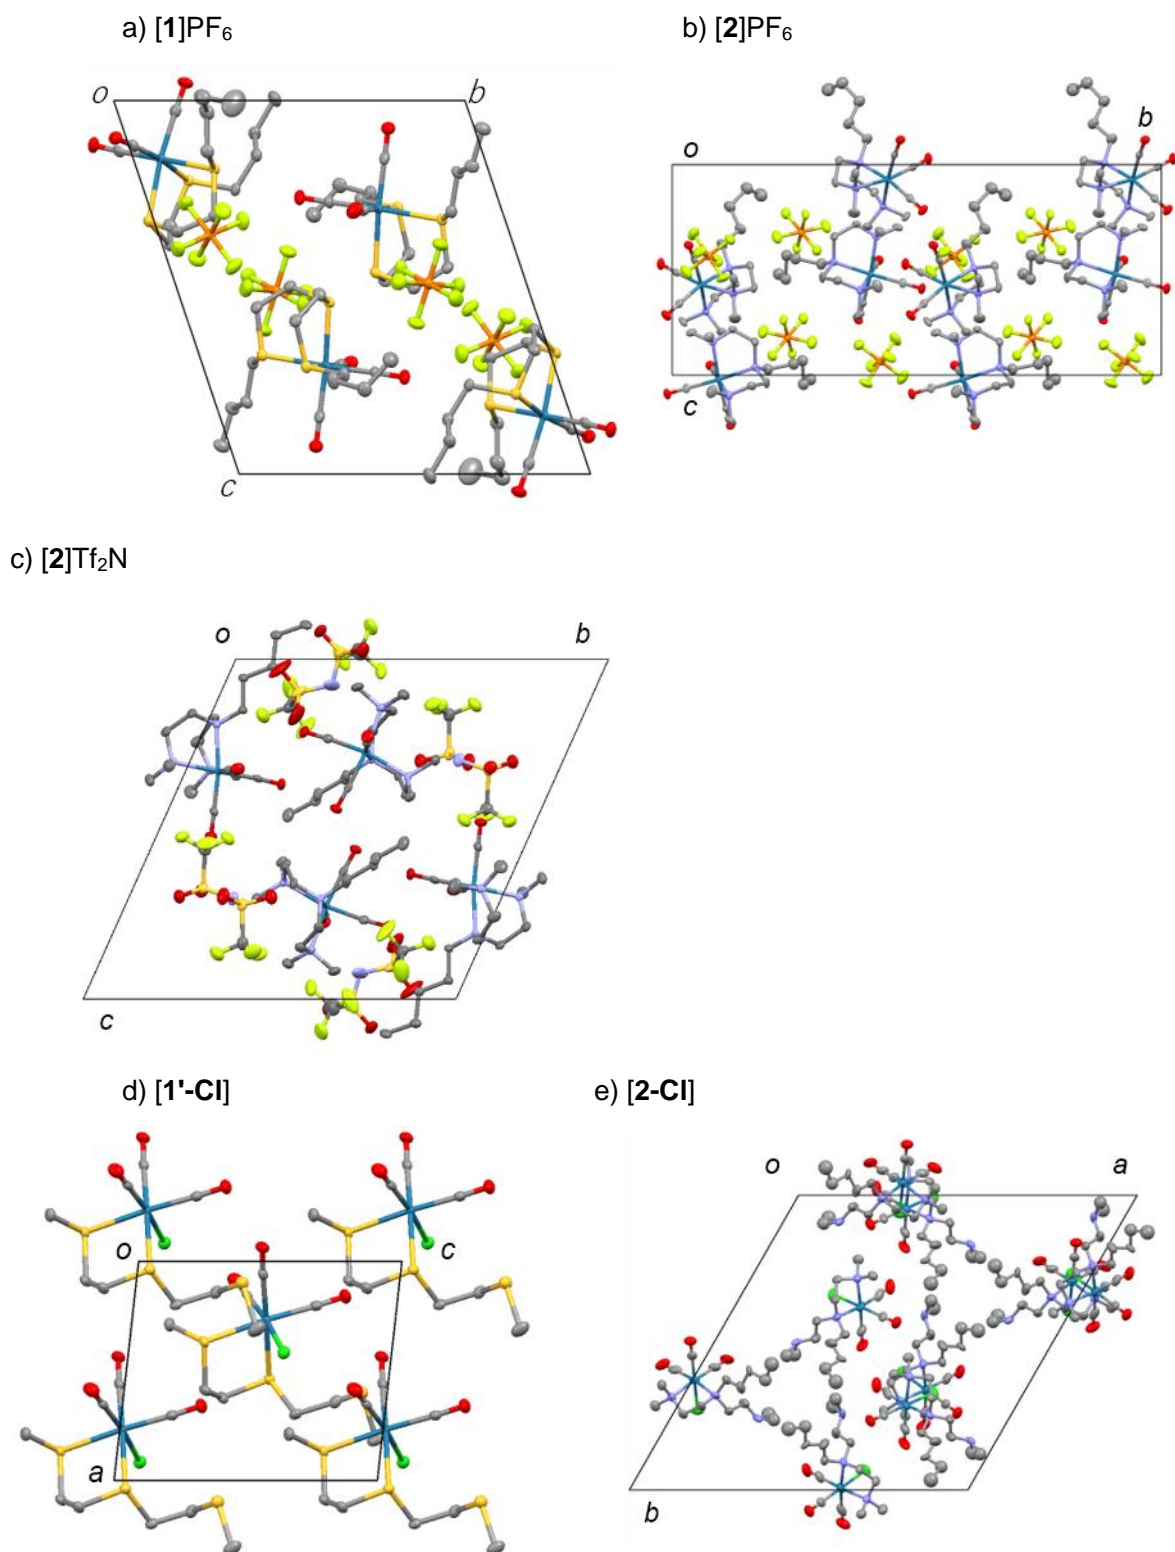 a) [1]PF₆
b) [2]PF₆
o
b
c
o
b
c
c) [2]Tf₂N
o
b
c
d) [1'-Cl]
e) [2-Cl]
o
c
a
o
a
b